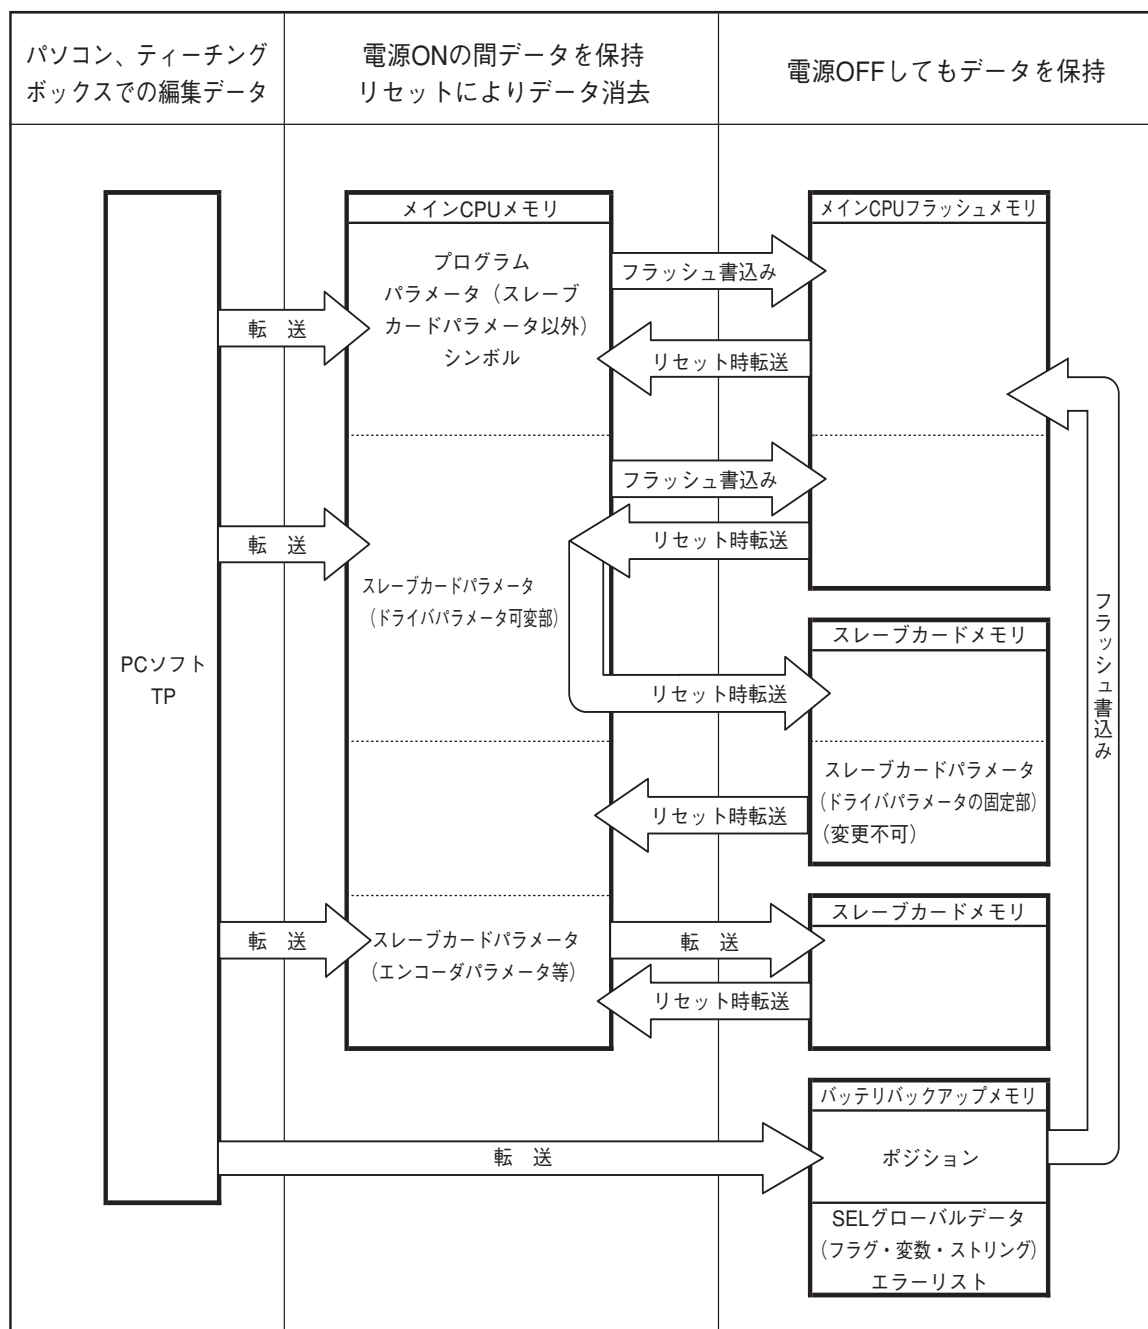 パソコン、ティーチング
ボックスでの編集データ
電源ONの間データを保持
リセットによりデータ消去
電源OFFしてもデータを保持
PCソフト
TP
転 送
転 送
転 送
転 送
メインCPUメモリ
プログラム
パラメータ（スレーブ
カードパラメータ以外）
シンボル
スレーブカードパラメータ
（ドライバパラメータ可変部）
スレーブカードパラメータ
（エンコーダパラメータ等）
フラッシュ書込み
リセット時転送
フラッシュ書込み
リセット時転送
リセット時転送
リセット時転送
転 送
リセット時転送
メインCPUフラッシュメモリ
スレーブカードメモリ
スレーブカードパラメータ
（ドライバパラメータの固定部）
（変更不可）
スレーブカードメモリ
バッテリバックアップメモリ
ポジション
SELグローバルデータ
（フラグ・変数・ストリング）
エラーリスト
フラッシュ書込み